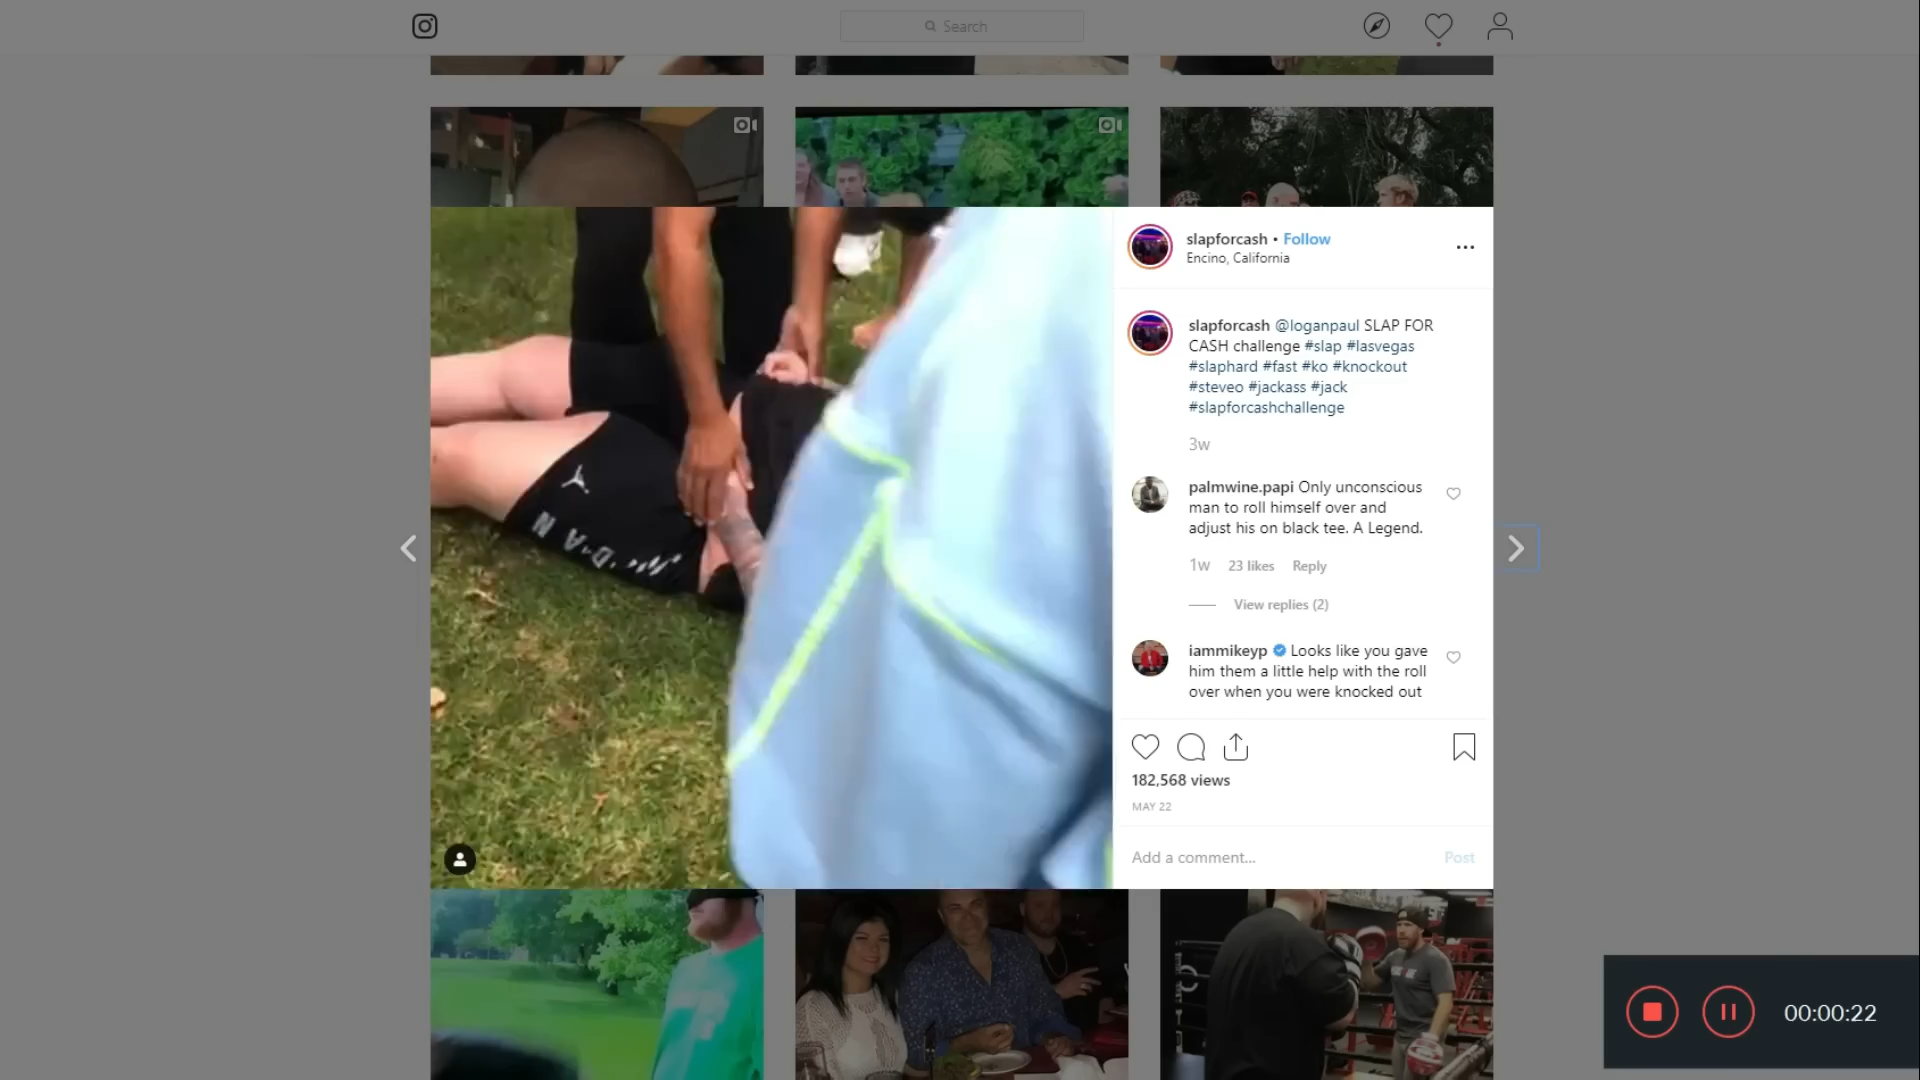 Search
slapforcash • Follow
Encino, California
slapforcash @loganpaul SLAP FOR
CASH challenge #slap #lasvegas
#slaphard #fast #ko #knockout
#steveo #jackass #jack
#slapforcashchallenge
3w
palmwine.papi Only unconscious
man to roll himself over and
adjust his on black tee. A Legend.
1w 23 likes Reply
View replies (2)
iammikeyp Looks like you gave
him them a little help with the roll
over when you were knocked out
182,568 views
MAY 22
Add a comment... Post
00:00:22